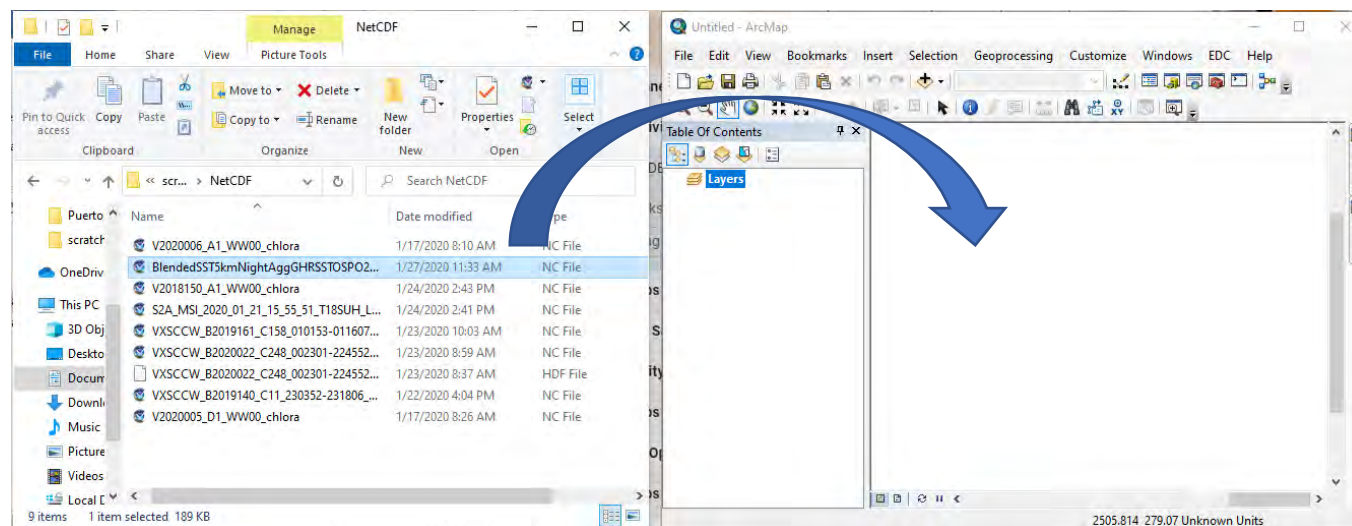 Manage NetCDF
File Home Share View Picture Tools
Pin to Quick access
Copy
Paste
Move to
Copy to
Delete
Rename
New folder
Properties
Select
Clipboard Organize New Open
« scr... > NetCDF
Search NetCDF
Puerto
scratch
OneDriv
This PC
3D Obj
Deskto
Docum
Downl
Music
Picture
Videos
Local D
Name Date modified
V2020006_A1_WW00_chlora 1/17/2020 8:10 AM NC File
BlendedSST5kmNightAggGHRSSTOSPO2... 1/27/2020 11:33 AM NC File
V2018150_A1_WW00_chlora 1/24/2020 2:43 PM NC File
S2A_MSI_2020_01_21_15_55_51_T18SUH_L... 1/24/2020 2:41 PM NC File
VXSCCW_B2019161_C158_010153-011607... 1/23/2020 10:03 AM NC File
VXSCCW_B2020022_C248_002301-224552... 1/23/2020 8:59 AM NC File
VXSCCW_B2020022_C248_002301-224552... 1/23/2020 8:37 AM HDF File
VXSCCW_B2019140_C11_230352-231806_... 1/22/2020 4:04 PM NC File
V2020005_D1_WW00_chlora 1/17/2020 8:26 AM NC File
9 items 1 item selected 189 KB
Untitled - ArcMap
File Edit View Bookmarks Insert Selection Geoprocessing Customize Windows EDC Help
Table Of Contents
Layers
2505.814 279.07 Unknown Units